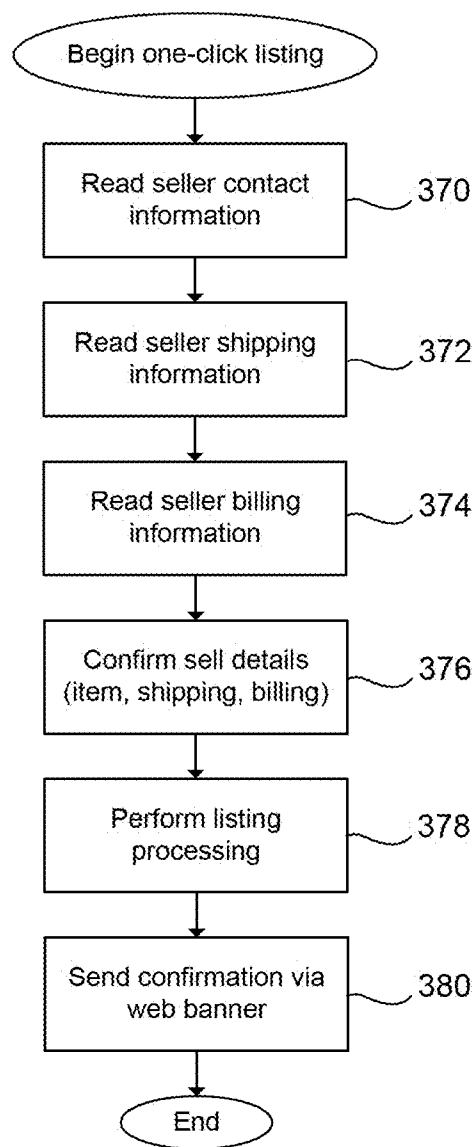 Begin one-click listing
Read seller contact
information
370
Read seller shipping
information
372
Read seller billing
information
374
Confirm sell details
(item, shipping, billing)
376
Perform listing
processing
378
Send confirmation via
web banner
380
End